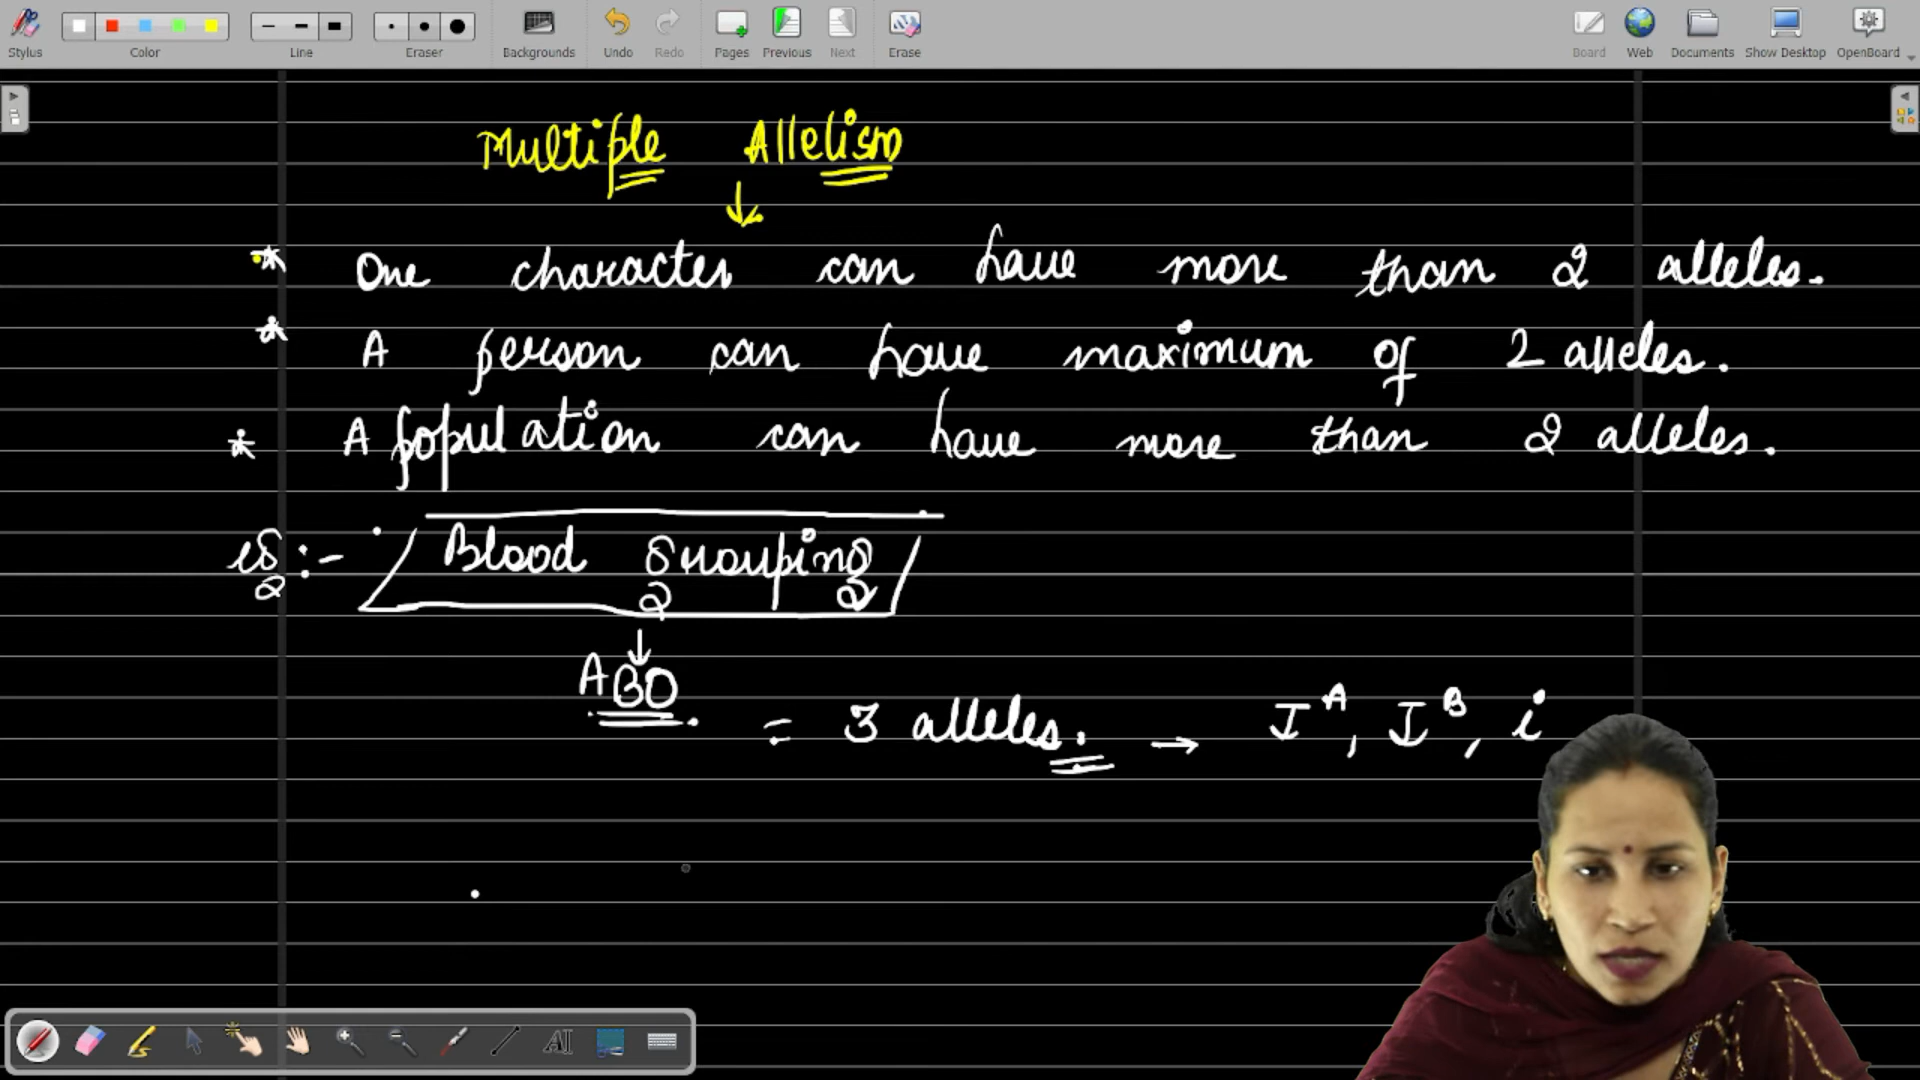 Stylus Color Line Eraser Backgrounds Undo Redo Pages Previous Next Erase Board Web Documents Show Desktop OpenBoard
Multiple Allelism
↓
* One character can have more than 2 alleles.
* A person can have maximum of 2 alleles.
* A population can have more than 2 alleles.
eg :- Blood Grouping
↓
ABO = 3 alleles. → I^A, I^B, i
AI